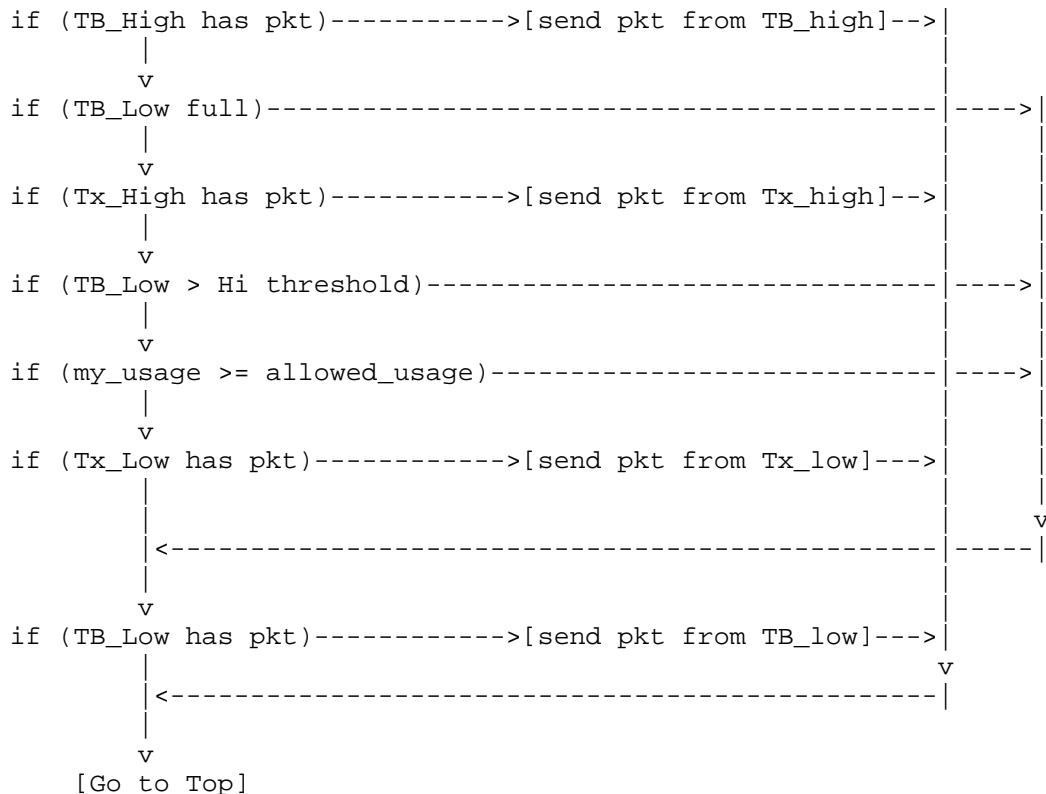 if (TB_High has pkt)----------->[send pkt from TB_high]-->|
| |
v |
if (TB_Low full)------------------------------------------|---->|
| | |
v | |
if (Tx_High has pkt)----------->[send pkt from Tx_high]-->| |
| | |
v | |
if (TB_Low > Hi threshold)--------------------------------|---->|
| | |
v | |
if (my_usage >= allowed_usage)----------------------------|---->|
| | |
v | |
if (Tx_Low has pkt)------------>[send pkt from Tx_low]--->| |
| | |
| | v
|<------------------------------------------------|-----|
| |
v |
if (TB_Low has pkt)------------>[send pkt from TB_low]--->|
| v
|<------------------------------------------------|
|
v
[Go to Top]